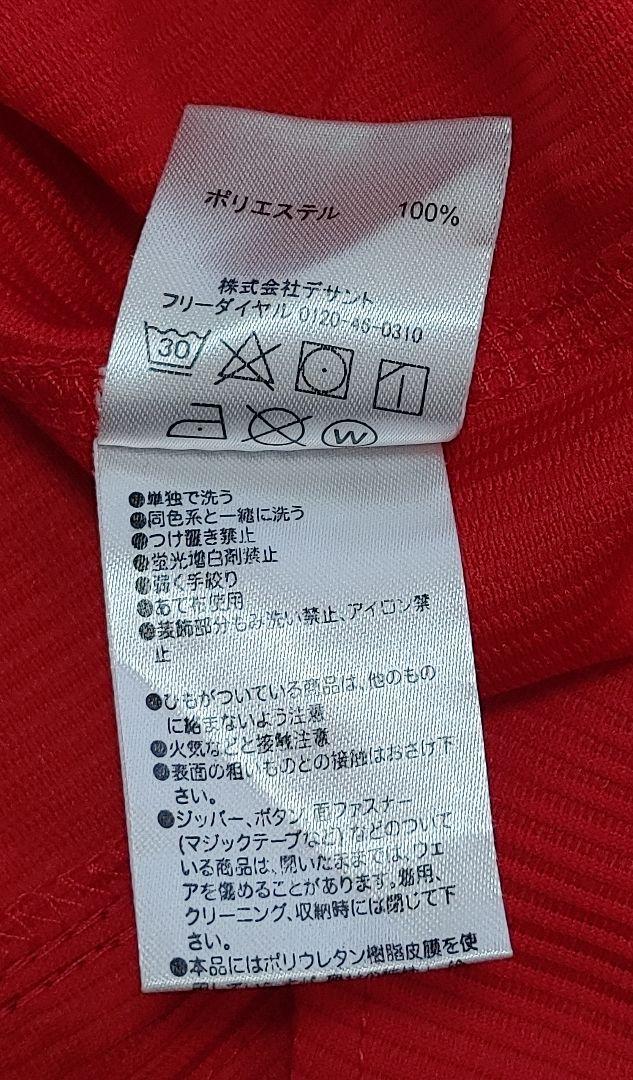 ポリエステル 100%
株式会社デサント
フリーダイヤル 0120-46-0310
30
W
●単独で洗う
●同色系と一緒に洗う
●つけ置き禁止
●蛍光増白剤禁止
●弱く手絞り
●あて布使用
●装飾部分もみ洗い禁止、アイロン禁
止
●ひもがついている商品は、他のもの
に絡まないよう注意
●火気などと接触注意
●表面の粗いものとの接触はおさけ下
さい。
●ジッパー、ボタン、面ファスナー
(マジックテープなど)などのついて
いる商品は、開いたままでは、ウェ
アを傷めることがあります。着用、
クリーニング、収納時には閉じて下
さい。
●本品にはポリウレタン樹脂皮膜を使